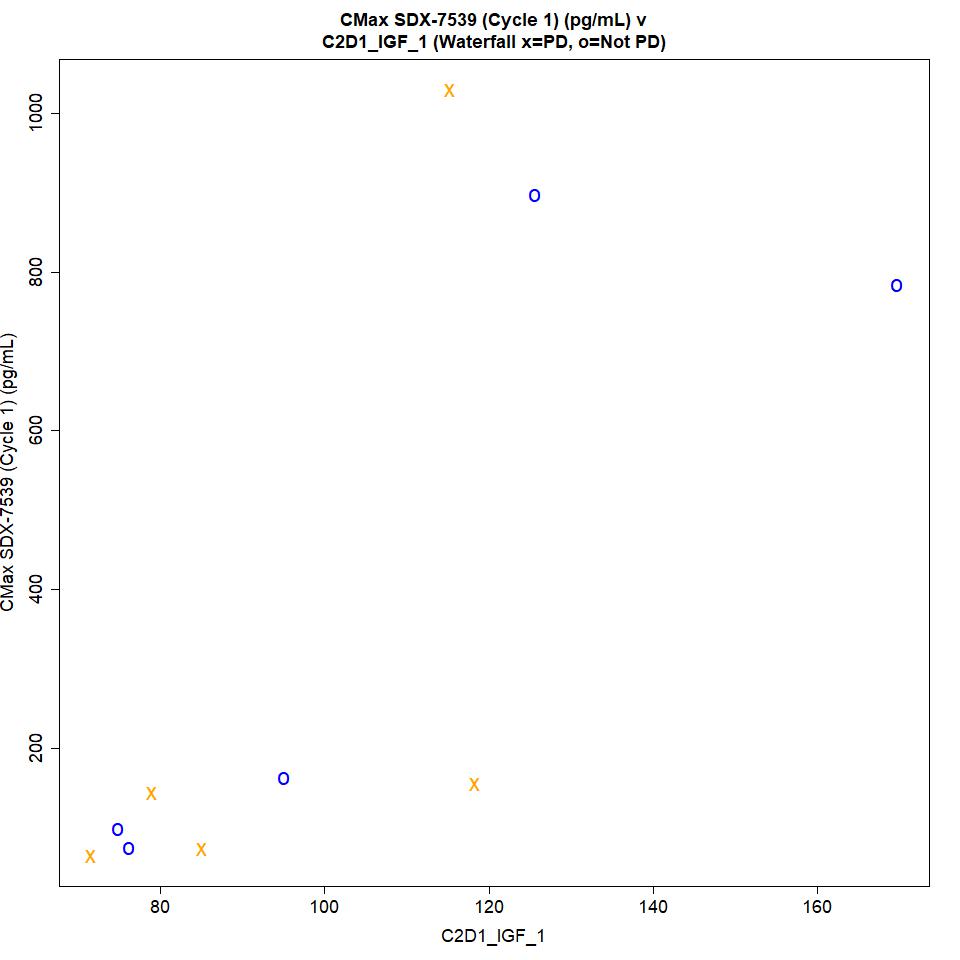 CMax SDX-7539 (Cycle 1) (pg/mL) v
C2D1_IGF_1 (Waterfall x=PD, o=Not PD)
CMax SDX-7539 (Cycle 1) (pg/mL)
1000
800
600
400
200
x
o
o
o
x
x
o
o
x
x
80
100
120
140
160
C2D1_IGF_1